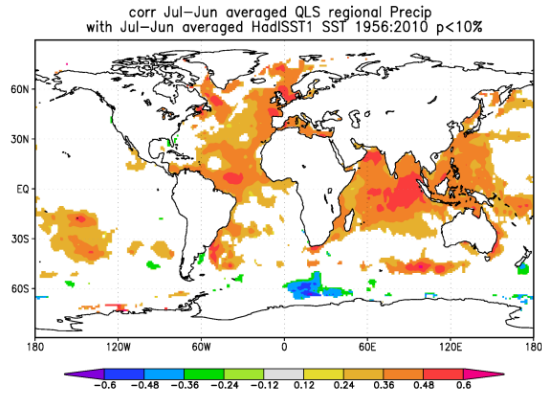 corr Jul-Jun averaged QLS regional Precip
with Jul-Jun averaged HadISST1 SST 1956:2010 p<10%
60N
30N
EQ
30S
60S
180 120W 60W 0 60E 120E 180
-0.6 -0.48 -0.36 -0.24 -0.12 0.12 0.24 0.36 0.48 0.6